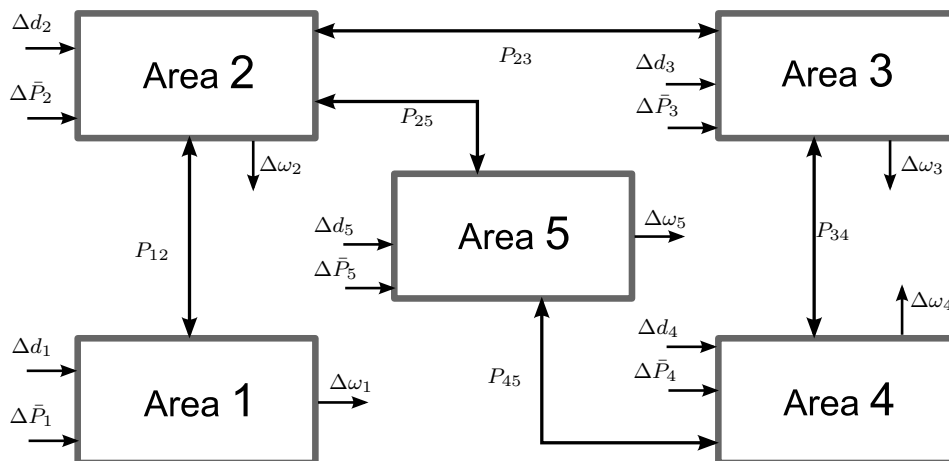 Δd₂
Area 2
ΔP̄₂
P₂₃
Δd₃
Area 3
ΔP̄₃
P₂₅
Δω₂
Δω₃
P₁₂
Δd₅
Area 5
Δω₅
ΔP̄₅
P₃₄
Δω₄
Δd₁
Area 1
Δω₁
ΔP̄₁
P₄₅
Δd₄
ΔP̄₄
Area 4